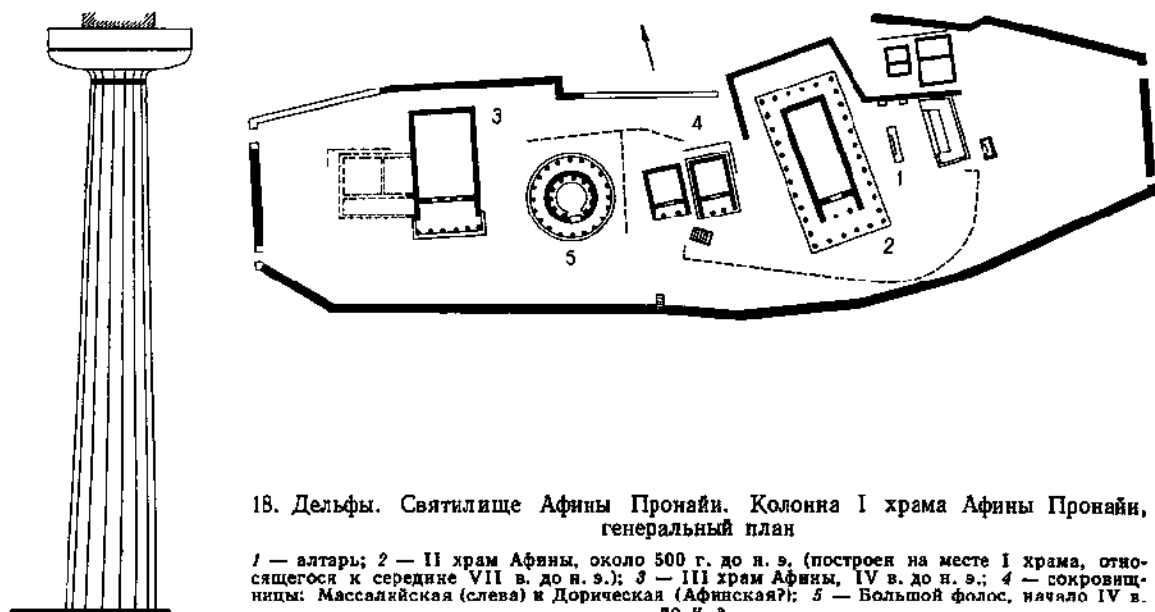 3
4
1
2
5
18. Дельфы. Святилище Афины Пронайи. Колонна I храма Афины Пронайи,
генеральный план
1 — алтарь; 2 — II храм Афины, около 500 г. до н. э. (построен на месте I храма, отно-
сящегося к середине VII в. до н. э.); 3 — III храм Афины, IV в. до н. э.; 4 — сокровищ-
ницы: Массалийская (слева) и Дорическая (Афинская?); 5 — Большой фолос, начало IV в.
до н. э.